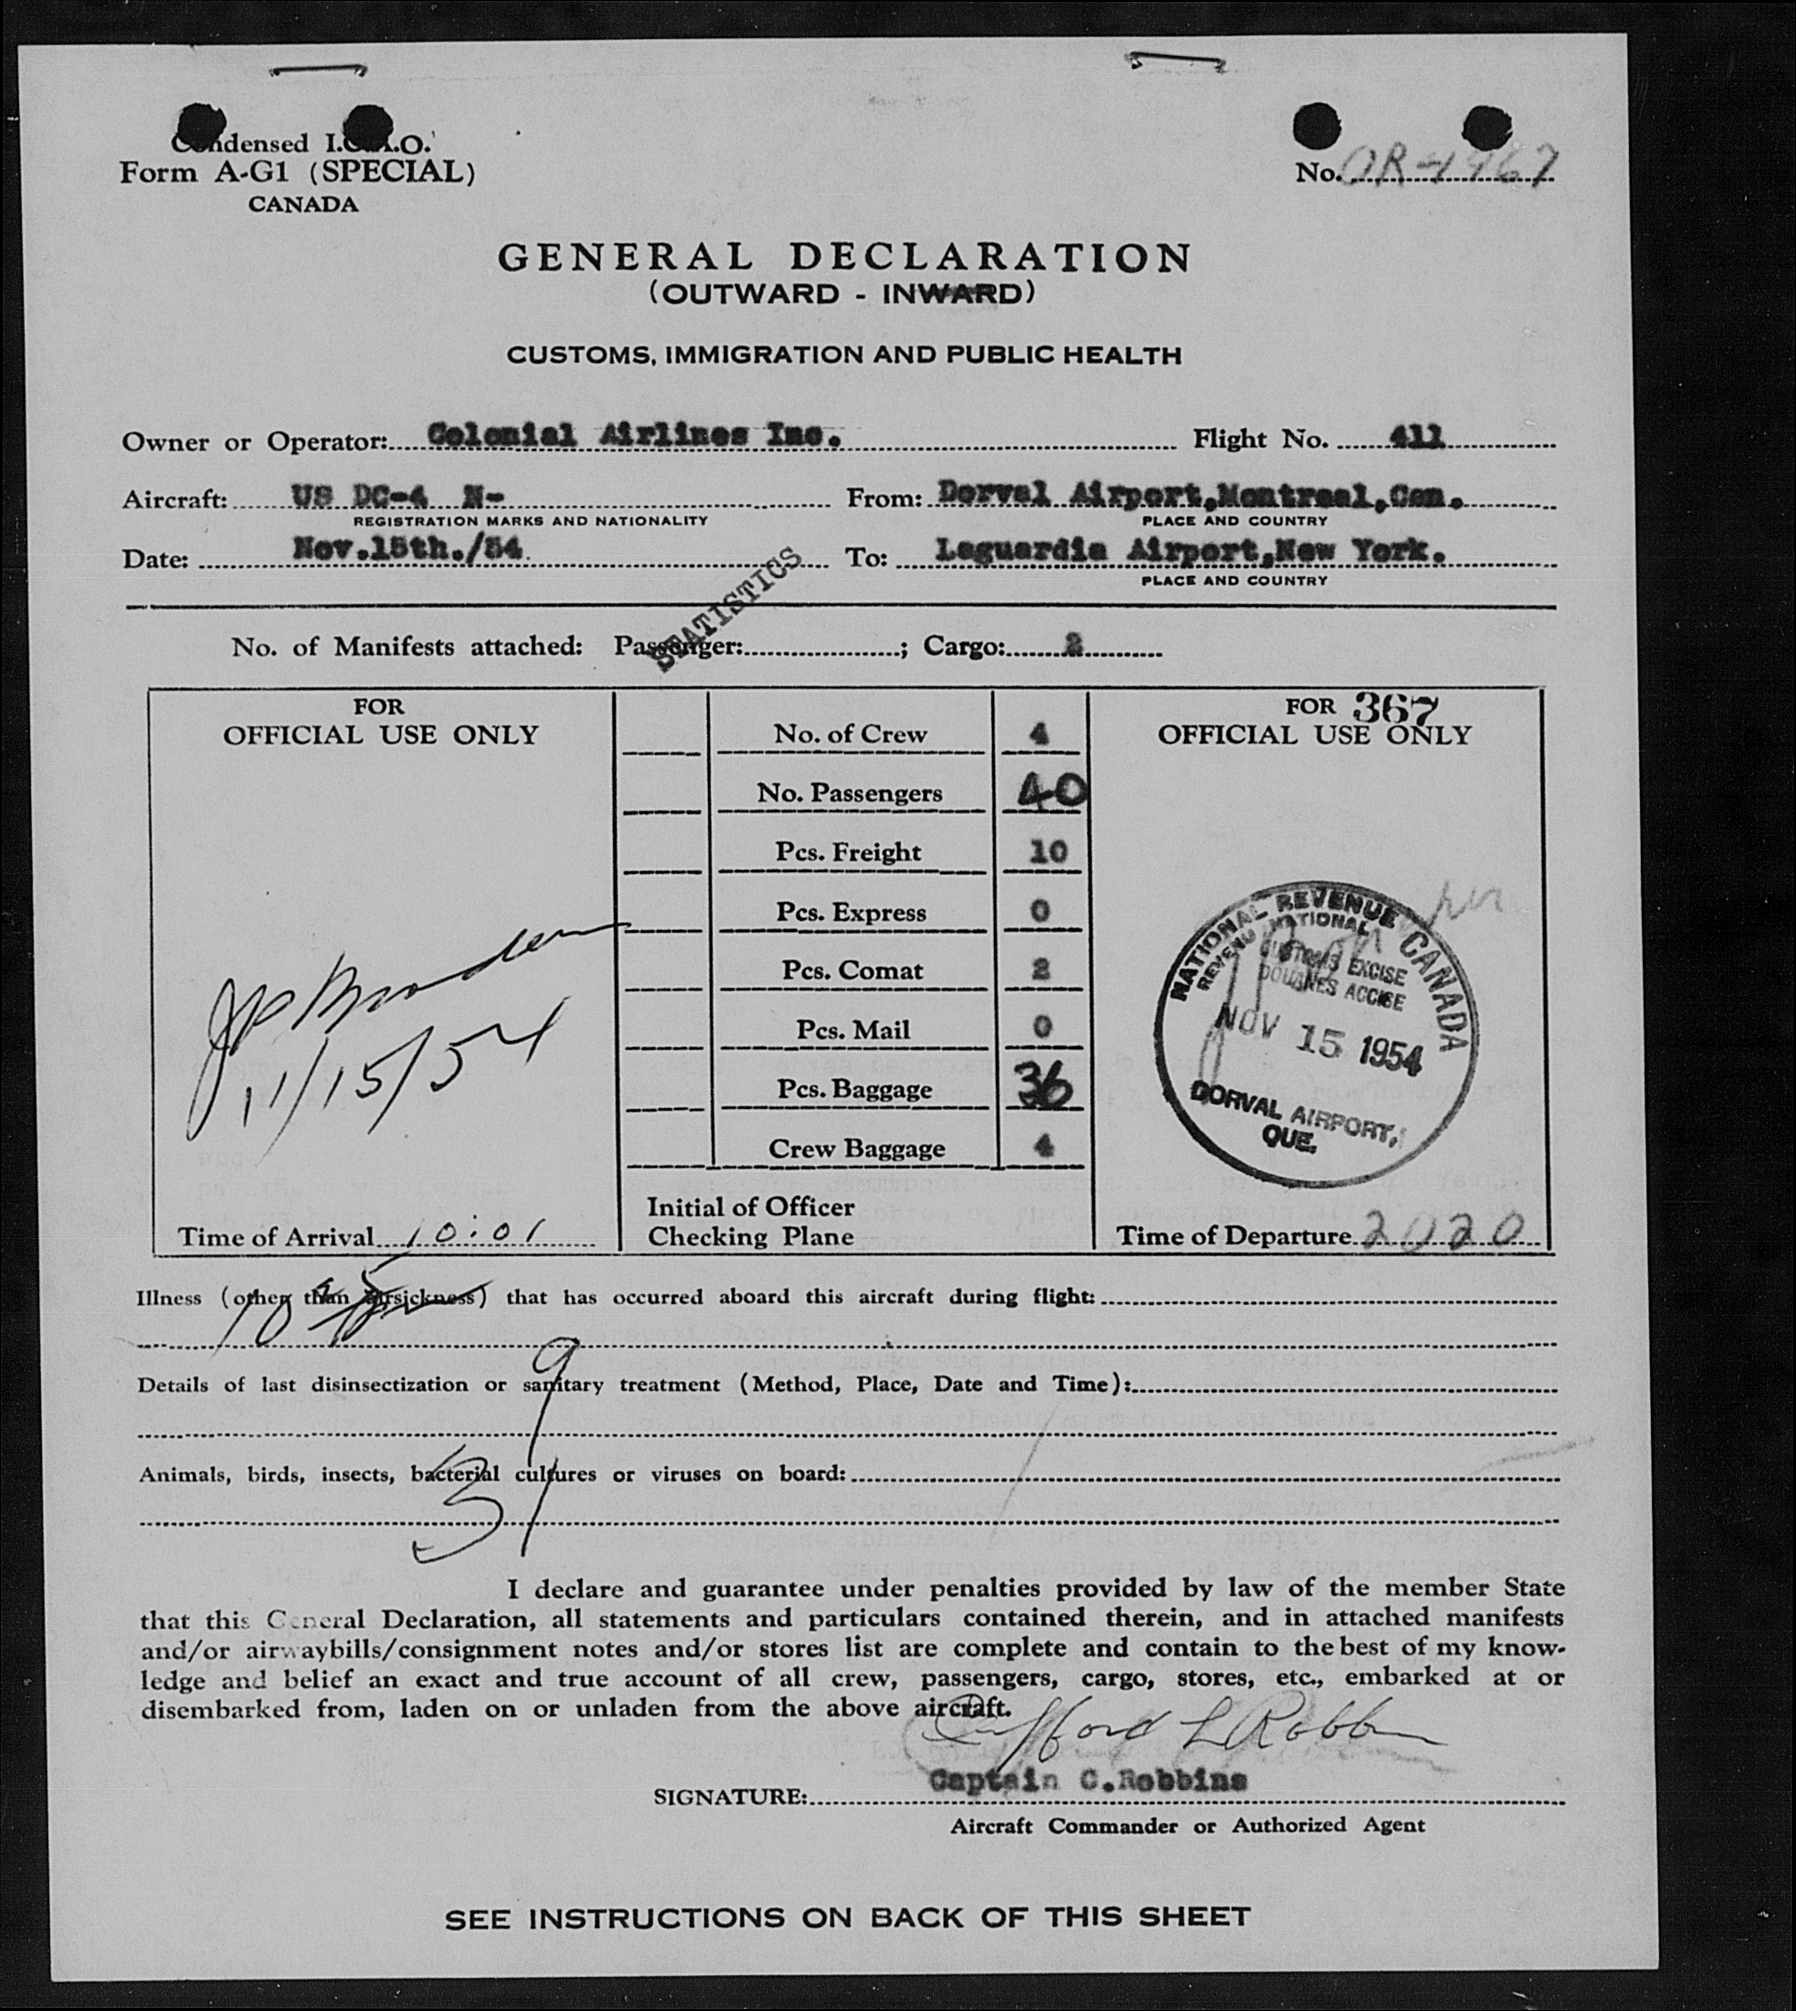 Condensed I.C.A.O.
Form A-G1 (SPECIAL)
CANADA
No. OR-1967
GENERAL DECLARATION
(OUTWARD - INWARD)
CUSTOMS, IMMIGRATION AND PUBLIC HEALTH
Owner or Operator: Colonial Airlines Inc. Flight No. 411
Aircraft: US DC-4 N- From: Dorval Airport, Montreal, Can.
REGISTRATION MARKS AND NATIONALITY PLACE AND COUNTRY
Date: Nov.15th./54. To: Laguardia Airport, New York.
PLACE AND COUNTRY
STATISTICS
No. of Manifests attached: Passenger: ; Cargo: 2
FOR
OFFICIAL USE ONLY
11/15/54
Time of Arrival 10:01
No. of Crew 4
No. Passengers 40
Pcs. Freight 10
Pcs. Express 0
Pcs. Comat 2
Pcs. Mail 0
Pcs. Baggage 36
Crew Baggage 4
Initial of Officer
Checking Plane
FOR 367
OFFICIAL USE ONLY
NATIONAL REVENUE CANADA
REVENU NATIONAL
CUSTOMS EXCISE
DOUANES ACCISE
NOV 15 1954
DORVAL AIRPORT,
QUE.
Time of Departure 2020
Illness (other than airsickness) that has occurred aboard this aircraft during flight:
9
Details of last disinsectization or sanitary treatment (Method, Place, Date and Time):
Animals, birds, insects, bacterial cultures or viruses on board:
31
I declare and guarantee under penalties provided by law of the member State
that this General Declaration, all statements and particulars contained therein, and in attached manifests
and/or airwaybills/consignment notes and/or stores list are complete and contain to the best of my know-
ledge and belief an exact and true account of all crew, passengers, cargo, stores, etc., embarked at or
disembarked from, laden on or unladen from the above aircraft.
Clifford L Robbins
SIGNATURE: Captain C.Robbins
Aircraft Commander or Authorized Agent
SEE INSTRUCTIONS ON BACK OF THIS SHEET